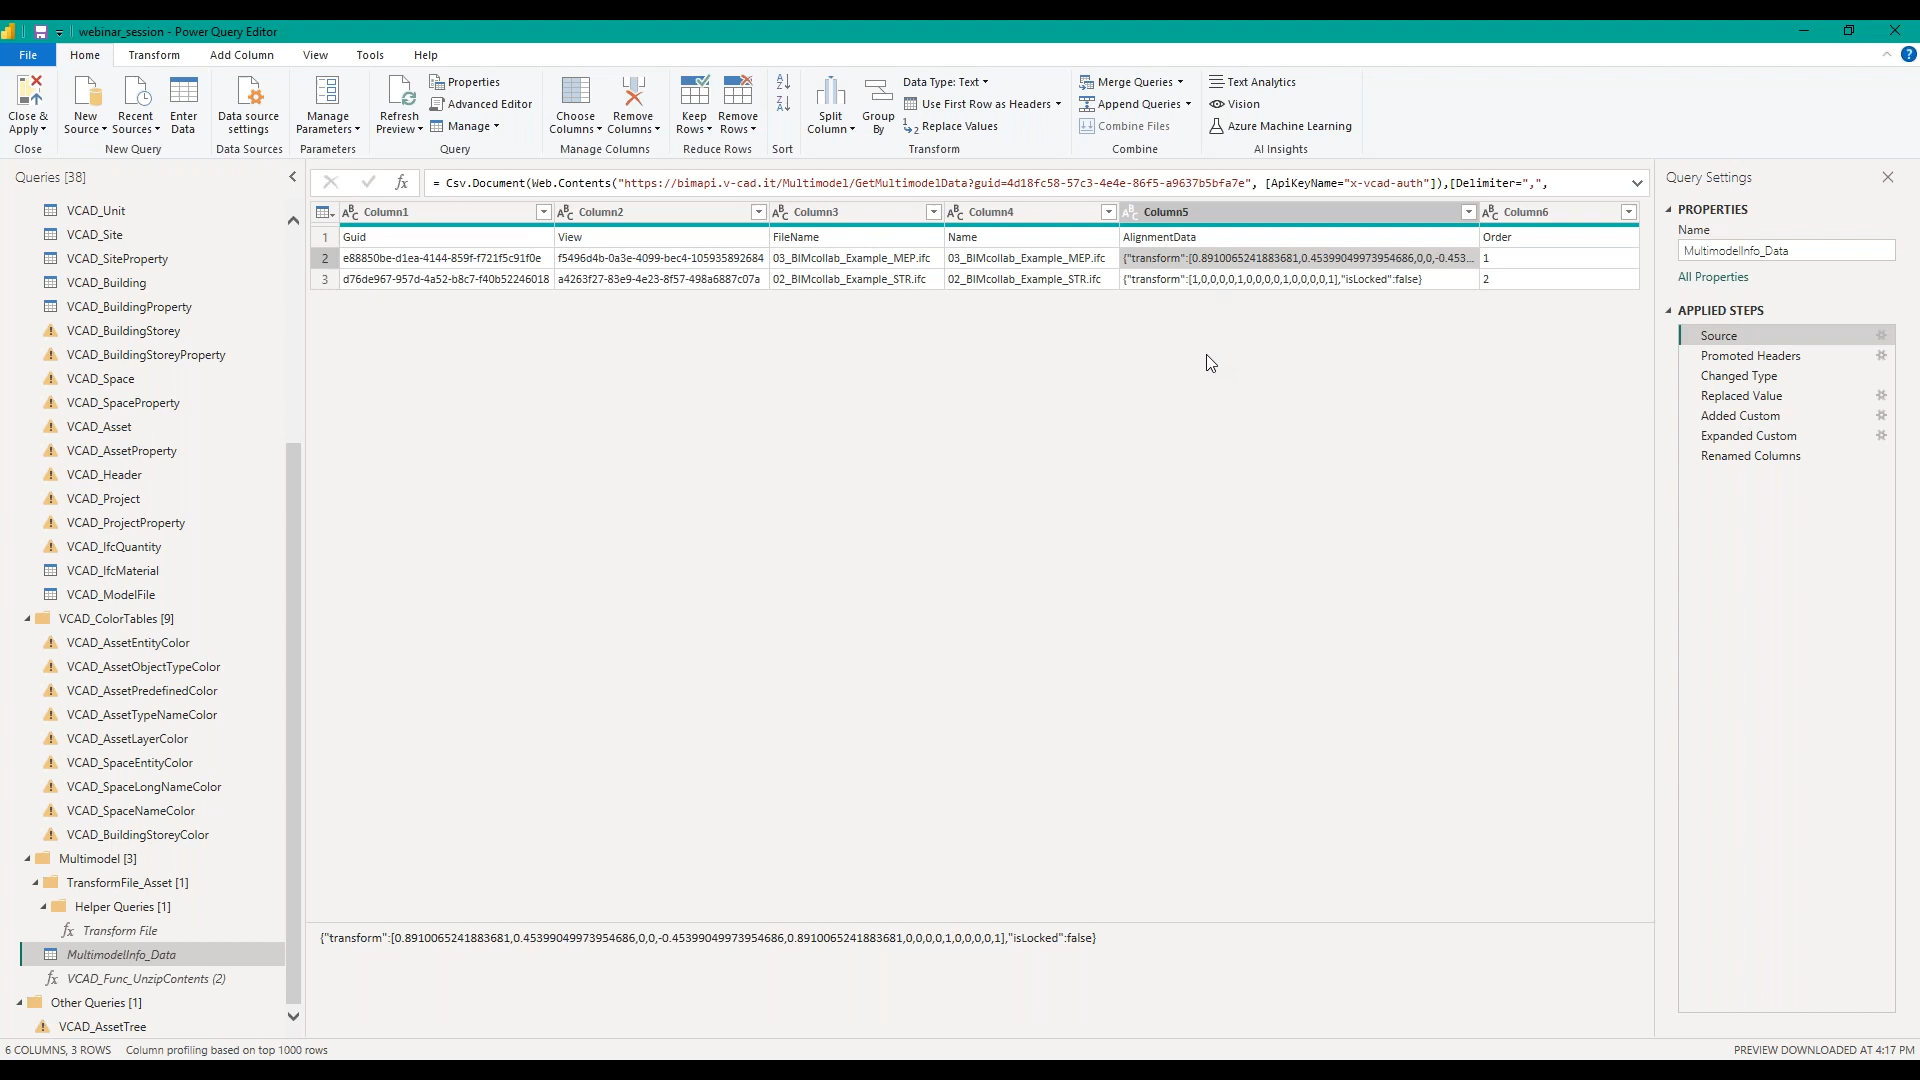 webinar_session - Power Query Editor
File Home Transform Add Column View Tools Help
Close & Apply
Close
New Source
Recent Sources
Enter Data
New Query
Data source settings
Data Sources
Manage Parameters
Parameters
Refresh Preview
Properties
Advanced Editor
Manage
Query
Choose Columns
Remove Columns
Manage Columns
Keep Rows
Remove Rows
Reduce Rows
Sort
Split Column
Group By
Data Type: Text
Use First Row as Headers
Replace Values
Transform
Merge Queries
Append Queries
Combine Files
Combine
Text Analytics
Vision
Azure Machine Learning
AI Insights
Queries [38]
VCAD_Unit
VCAD_Site
VCAD_SiteProperty
VCAD_Building
VCAD_BuildingProperty
VCAD_BuildingStorey
VCAD_BuildingStoreyProperty
VCAD_Space
VCAD_SpaceProperty
VCAD_Asset
VCAD_AssetProperty
VCAD_Header
VCAD_Project
VCAD_ProjectProperty
VCAD_IfcQuantity
VCAD_IfcMaterial
VCAD_ModelFile
VCAD_ColorTables [9]
VCAD_AssetEntityColor
VCAD_AssetObjectTypeColor
VCAD_AssetPredefinedColor
VCAD_AssetTypeNameColor
VCAD_AssetLayerColor
VCAD_SpaceEntityColor
VCAD_SpaceLongNameColor
VCAD_SpaceNameColor
VCAD_BuildingStoreyColor
Multimodel [3]
TransformFile_Asset [1]
Helper Queries [1]
fx Transform File
MultimodelInfo_Data
fx VCAD_Func_UnzipContents (2)
Other Queries [1]
VCAD_AssetTree
fx = Csv.Document(Web.Contents("https://bimapi.v-cad.it/Multimodel/GetMultimodelData?guid=4d18fc58-57c3-4e4e-86f5-a9637b5bfa7e", [ApiKeyName="x-vcad-auth"]),[Delimiter=",",
ABC Column1 ABC Column2 ABC Column3 ABC Column4 ABC Column5 ABC Column6
1 Guid View FileName Name AlignmentData Order
2 e88850be-d1ea-4144-859f-f721f5c91f0e f5496d4b-0a3e-4099-bec4-105935892684 03_BIMcollab_Example_MEP.ifc 03_BIMcollab_Example_MEP.ifc {"transform":[0.8910065241883681,0.45399049973954686,0,0,-0.453... 1
3 d76de967-957d-4a52-b8c7-f40b52246018 a4263f27-83e9-4e23-8f57-498a6887c07a 02_BIMcollab_Example_STR.ifc 02_BIMcollab_Example_STR.ifc {"transform":[1,0,0,0,0,1,0,0,0,0,1,0,0,0,0,1],"isLocked":false} 2
{"transform":[0.8910065241883681,0.45399049973954686,0,0,-0.45399049973954686,0.8910065241883681,0,0,0,0,1,0,0,0,0,1],"isLocked":false}
Query Settings
PROPERTIES
Name
MultimodelInfo_Data
All Properties
APPLIED STEPS
Source
Promoted Headers
Changed Type
Replaced Value
Added Custom
Expanded Custom
Renamed Columns
6 COLUMNS, 3 ROWS Column profiling based on top 1000 rows
PREVIEW DOWNLOADED AT 4:17 PM